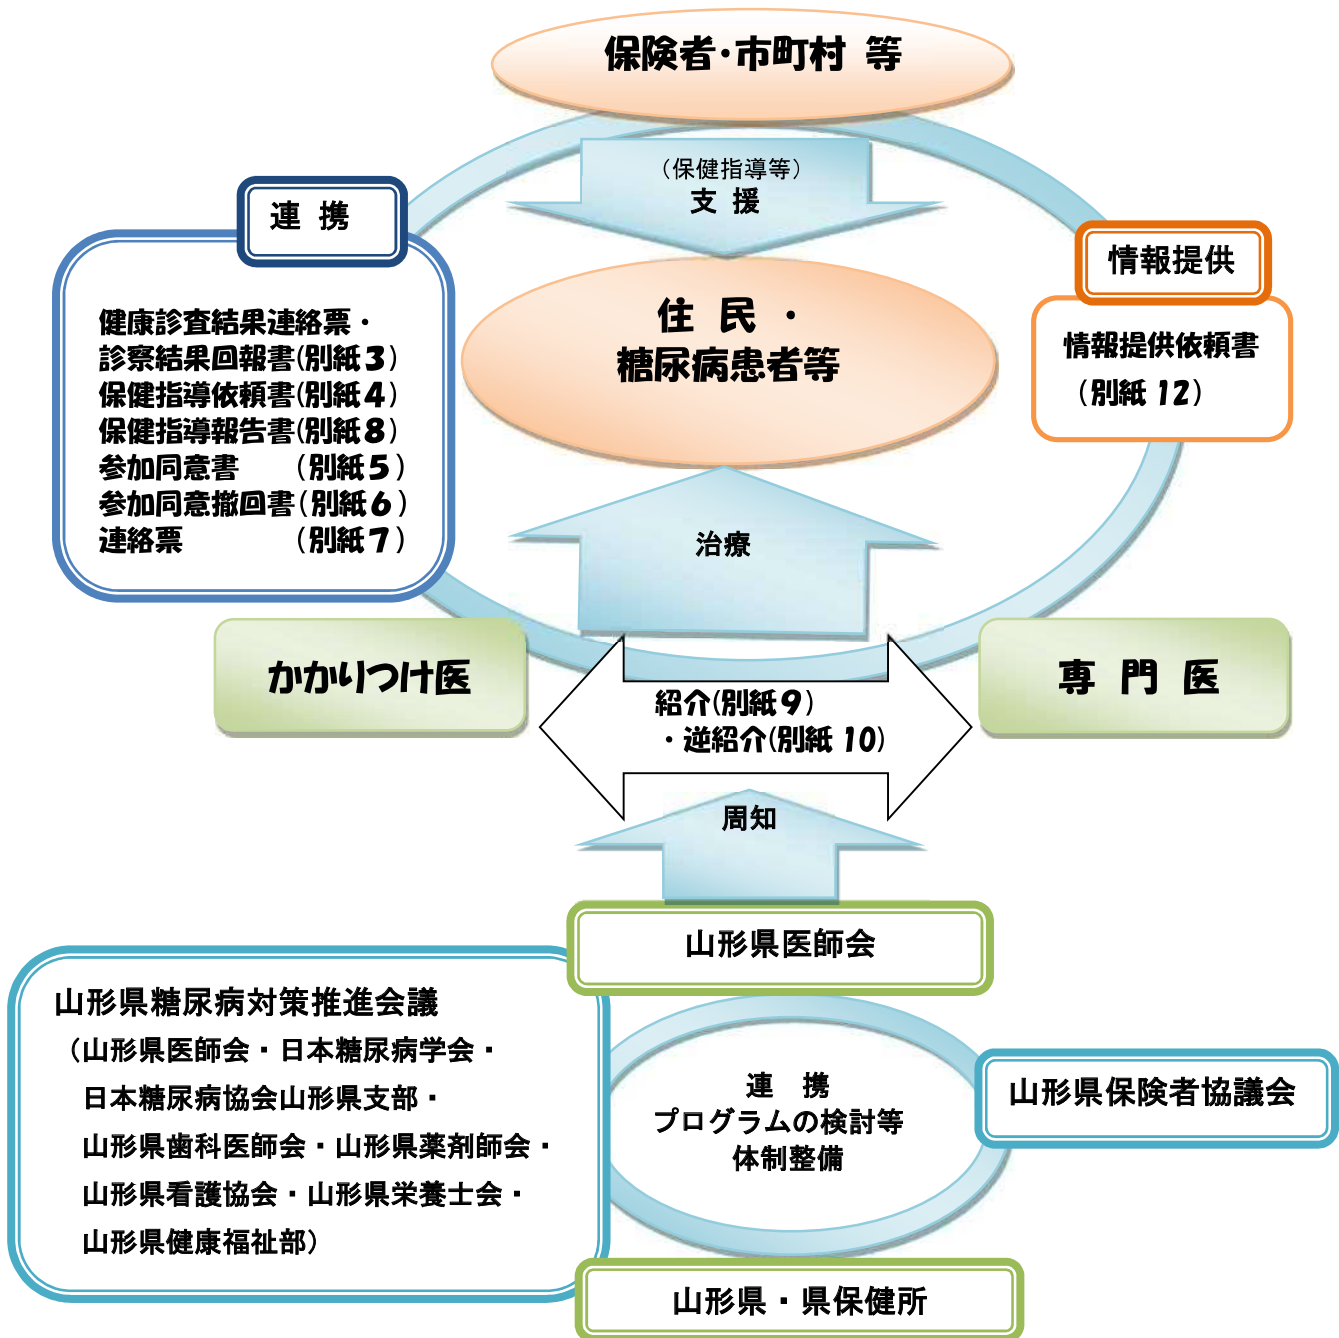 保険者・市町村 等
(保健指導等)
支 援
連 携
健康診査結果連絡票・
診察結果回報書(別紙3)
保健指導依頼書(別紙4)
保健指導報告書(別紙8)
参加同意書 (別紙5)
参加同意撤回書(別紙6)
連絡票 (別紙7)
情報提供
情報提供依頼書
(別紙 12)
住 民 ・
糖尿病患者等
治療
かかりつけ医
専 門 医
紹介(別紙9)
・逆紹介(別紙 10)
周知
山形県医師会
山形県糖尿病対策推進会議
(山形県医師会・日本糖尿病学会・
日本糖尿病協会山形県支部・
山形県歯科医師会・山形県薬剤師会・
山形県看護協会・山形県栄養士会・
山形県健康福祉部)
連 携
プログラムの検討等
体制整備
山形県保険者協議会
山形県・県保健所